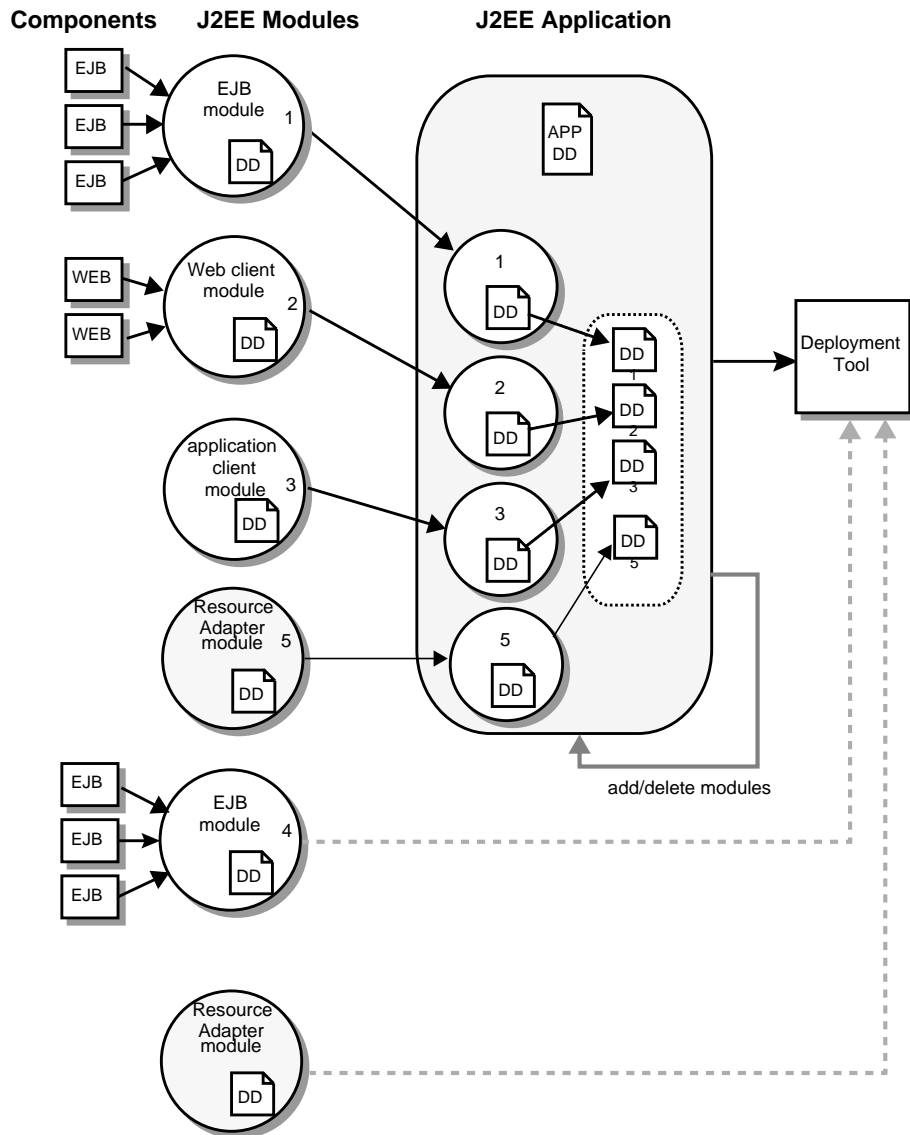 Components
J2EE Modules
J2EE Application
EJB
EJB
EJB
EJB
module
1
DD
APP
DD
WEB
WEB
Web client
module
2
DD
application
client
module
3
DD
Resource
Adapter
module
5
DD
1
DD
2
DD
3
DD
5
DD
DD
1
DD
2
DD
3
DD
5
Deployment
Tool
add/delete modules
EJB
EJB
EJB
EJB
module
4
DD
Resource
Adapter
module
DD